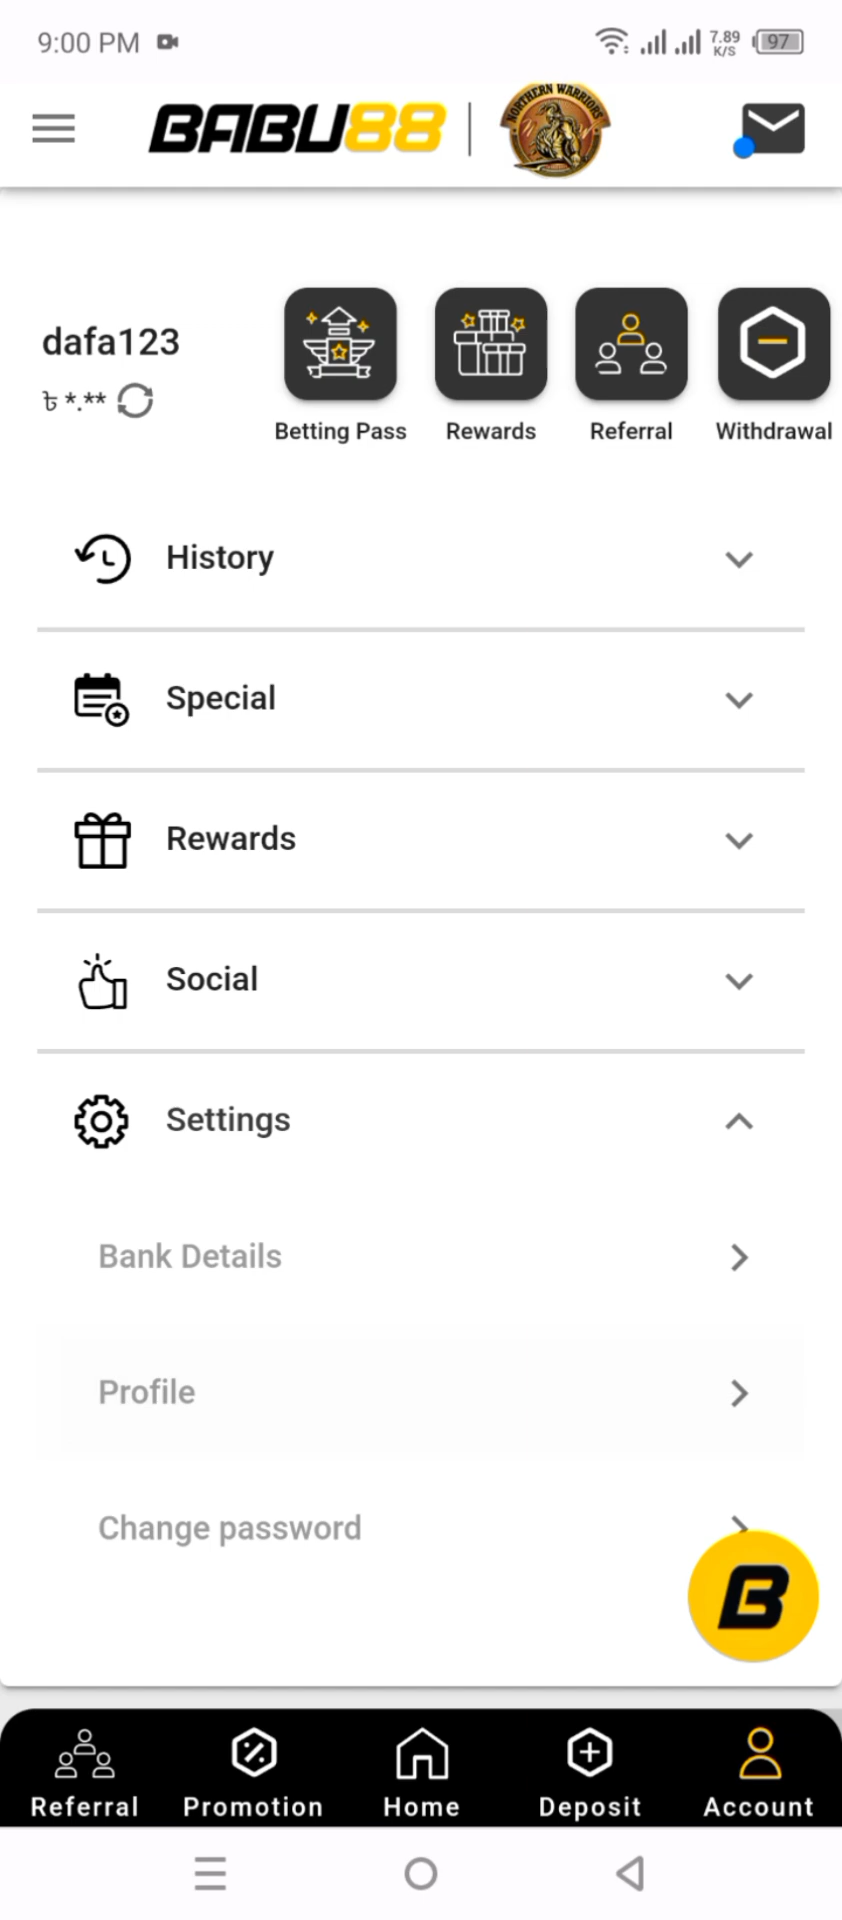 9:00 PM
7.89
K/S
97
BABU88
NORTHERN WARRIORS
dafa123
৳ *.**
Betting Pass
Rewards
Referral
Withdrawal
History
Special
Rewards
Social
Settings
Bank Details
Profile
Change password
B
Referral
Promotion
Home
Deposit
Account